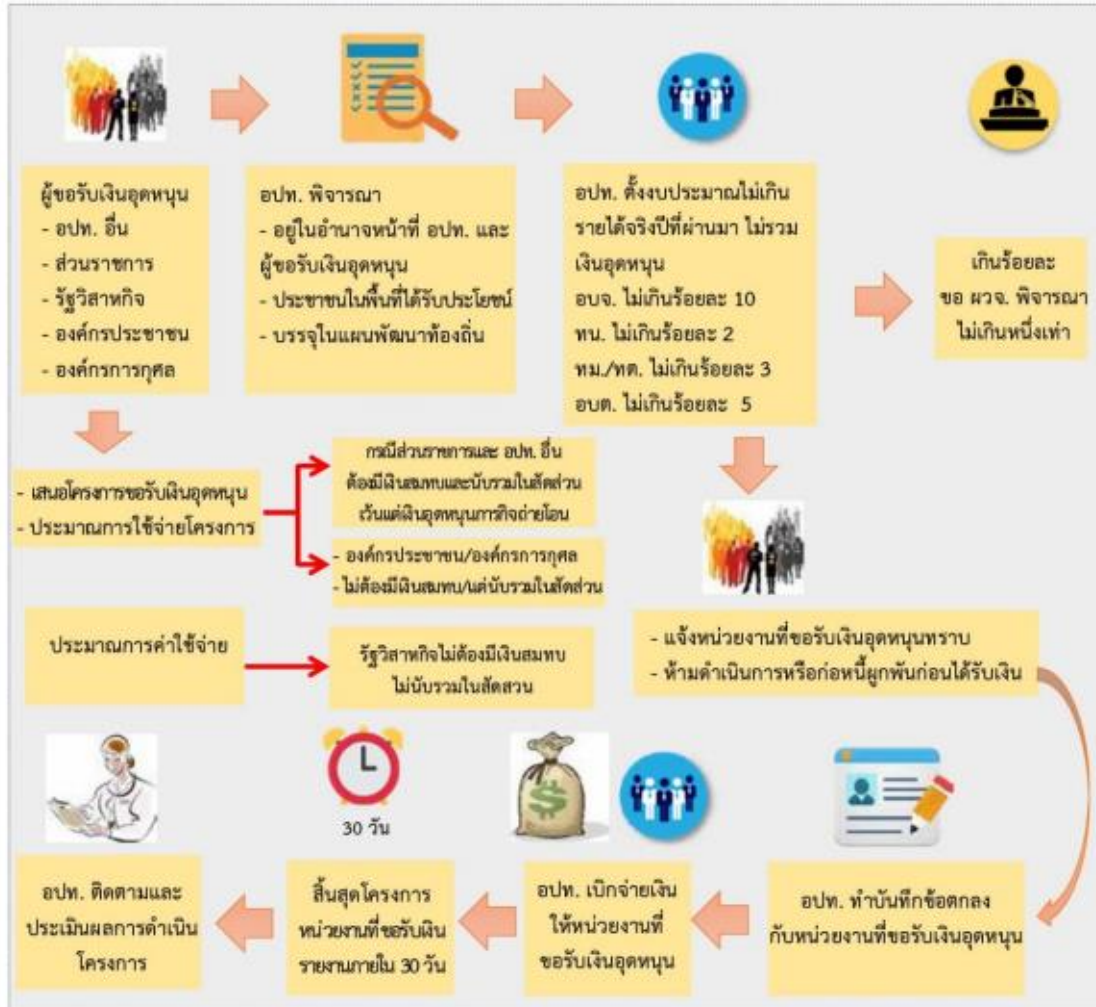 ผู้ขอรับเงินอุดหนุน
- อปท. อื่น
- ส่วนราชการ
- รัฐวิสาหกิจ
- องค์กรประชาชน
- องค์กรการกุศล
อปท. พิจารณา
- อยู่ในอำนาจหน้าที่ อปท. และ
ผู้ขอรับเงินอุดหนุน
- ประชาชนในพื้นที่ได้รับประโยชน์
- บรรจุในแผนพัฒนาท้องถิ่น
อปท. ตั้งงบประมาณไม่เกิน
รายได้จริงปีที่ผ่านมา ไม่รวม
เงินอุดหนุน
อบจ. ไม่เกินร้อยละ 10
ทน. ไม่เกินร้อยละ 2
ทม./ทต. ไม่เกินร้อยละ 3
อบต. ไม่เกินร้อยละ 5
เกินร้อยละ
ขอ ผวจ. พิจารณา
ไม่เกินหนึ่งเท่า
- เสนอโครงการขอรับเงินอุดหนุน
- ประมาณการใช้จ่ายโครงการ
กรณีส่วนราชการและ อปท. อื่น
ต้องมีเงินสมทบและนับรวมในสัดส่วน
เว้นแต่เงินอุดหนุนภารกิจถ่ายโอน
- องค์กรประชาชน/องค์กรการกุศล
- ไม่ต้องมีเงินสมทบ/แต่นับรวมในสัดส่วน
ประมาณการค่าใช้จ่าย
รัฐวิสาหกิจไม่ต้องมีเงินสมทบ
ไม่นับรวมในสัดสวน
- แจ้งหน่วยงานที่ขอรับเงินอุดหนุนทราบ
- ห้ามดำเนินการหรือก่อหนี้ผูกพันก่อนได้รับเงิน
อปท. ทำบันทึกข้อตกลง
กับหน่วยงานที่ขอรับเงินอุดหนุน
อปท. เบิกจ่ายเงิน
ให้หน่วยงานที่
ขอรับเงินอุดหนุน
30 วัน
สิ้นสุดโครงการ
หน่วยงานที่ขอรับเงิน
รายงานภายใน 30 วัน
อปท. ติดตามและ
ประเมินผลการดำเนิน
โครงการ